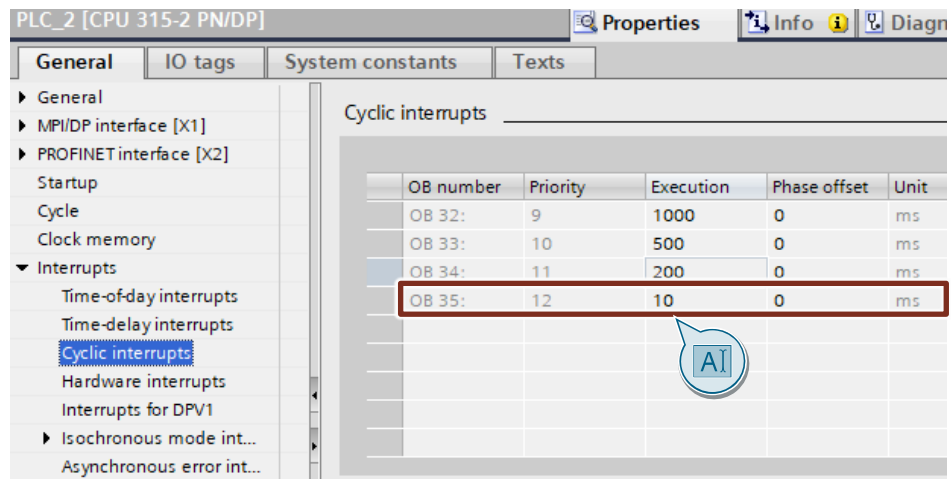 PLC_2 [CPU 315-2 PN/DP]
Properties
Info
Diagn
General
IO tags
System constants
Texts
General
MPI/DP interface [X1]
PROFINET interface [X2]
Startup
Cycle
Clock memory
Interrupts
Time-of-day interrupts
Time-delay interrupts
Cyclic interrupts
Hardware interrupts
Interrupts for DPV1
Isochronous mode int...
Asynchronous error int...
Cyclic interrupts
OB number Priority Execution Phase offset Unit
OB 32: 9 1000 0 ms
OB 33: 10 500 0 ms
OB 34: 11 200 0 ms
OB 35: 12 10 0 ms
A